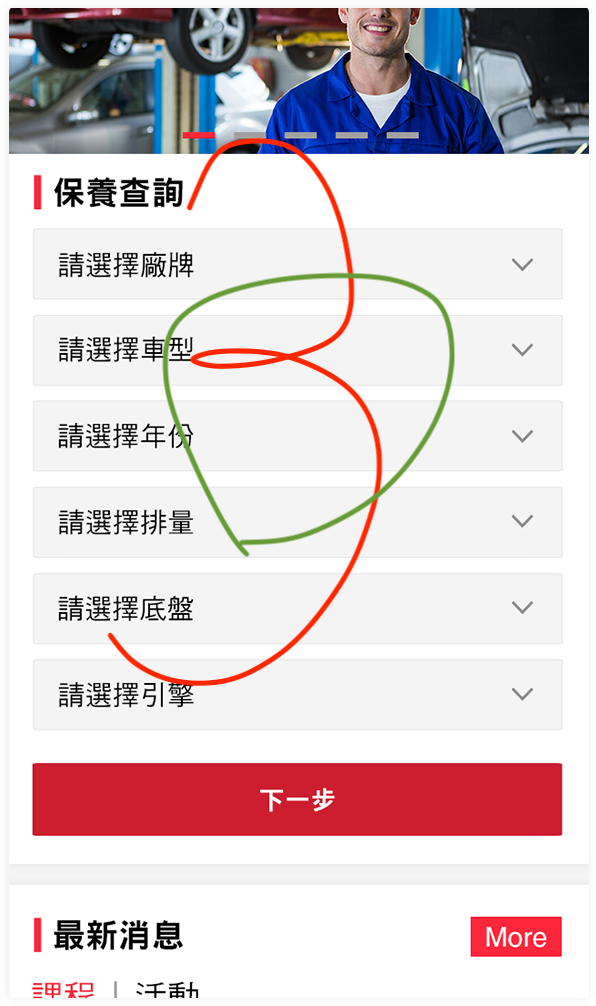 保養查詢
請選擇廠牌
請選擇車型
請選擇年份
請選擇排量
請選擇底盤
請選擇引擎
下一步
最新消息 More
課程 | 活動